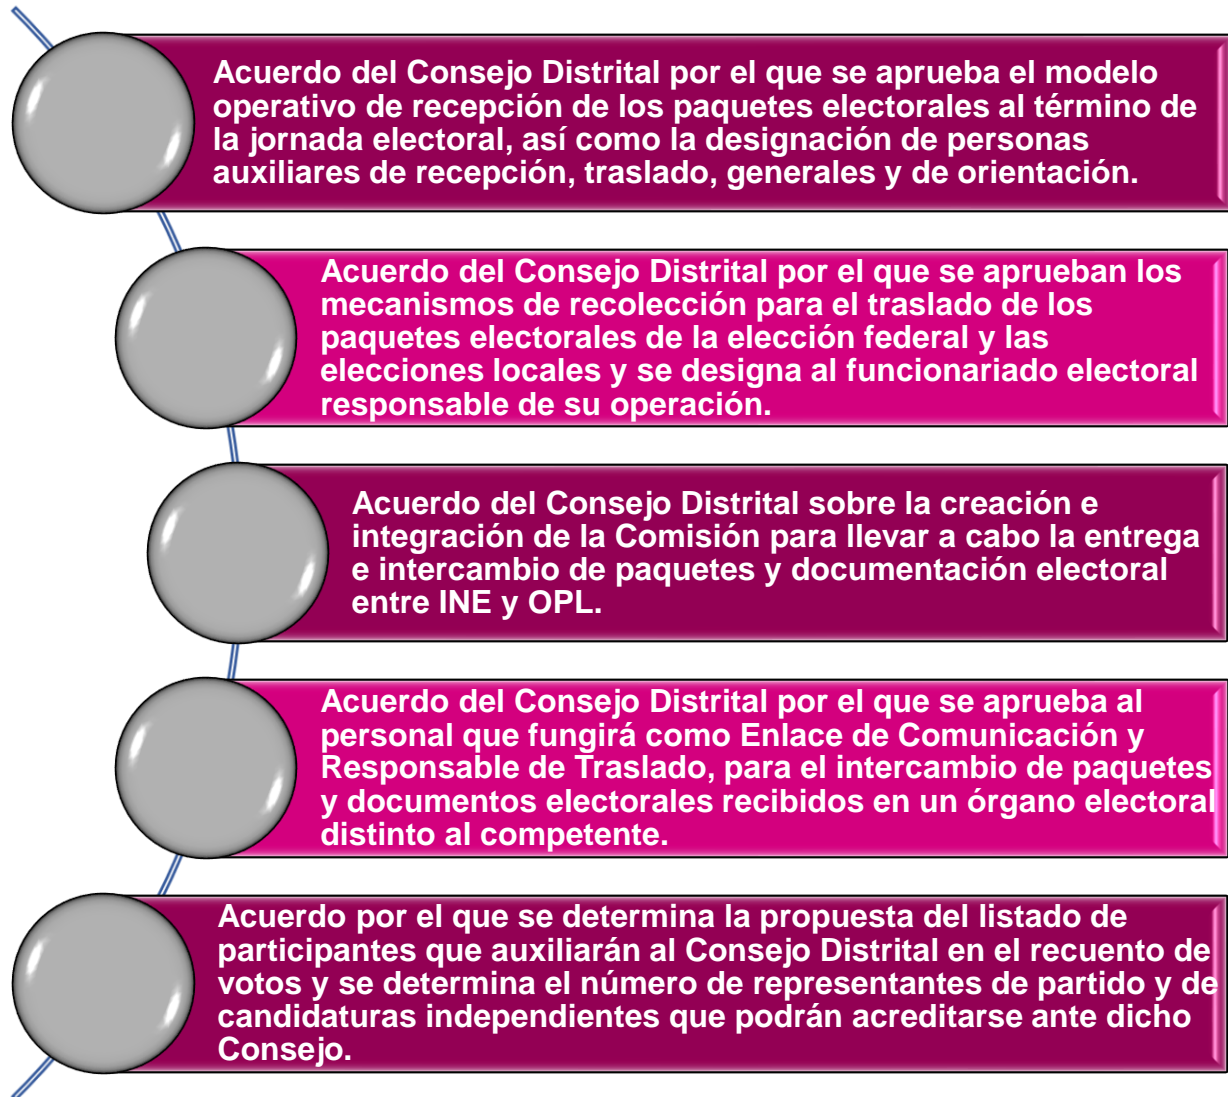 Acuerdo del Consejo Distrital por el que se aprueba el modelo
operativo de recepción de los paquetes electorales al término de
la jornada electoral, así como la designación de personas
auxiliares de recepción, traslado, generales y de orientación.
Acuerdo del Consejo Distrital por el que se aprueban los
mecanismos de recolección para el traslado de los
paquetes electorales de la elección federal y las
elecciones locales y se designa al funcionariado electoral
responsable de su operación.
Acuerdo del Consejo Distrital sobre la creación e
integración de la Comisión para llevar a cabo la entrega
e intercambio de paquetes y documentación electoral
entre INE y OPL.
Acuerdo del Consejo Distrital por el que se aprueba al
personal que fungirá como Enlace de Comunicación y
Responsable de Traslado, para el intercambio de paquetes
y documentos electorales recibidos en un órgano electoral
distinto al competente.
Acuerdo por el que se determina la propuesta del listado de
participantes que auxiliarán al Consejo Distrital en el recuento de
votos y se determina el número de representantes de partido y de
candidaturas independientes que podrán acreditarse ante dicho
Consejo.